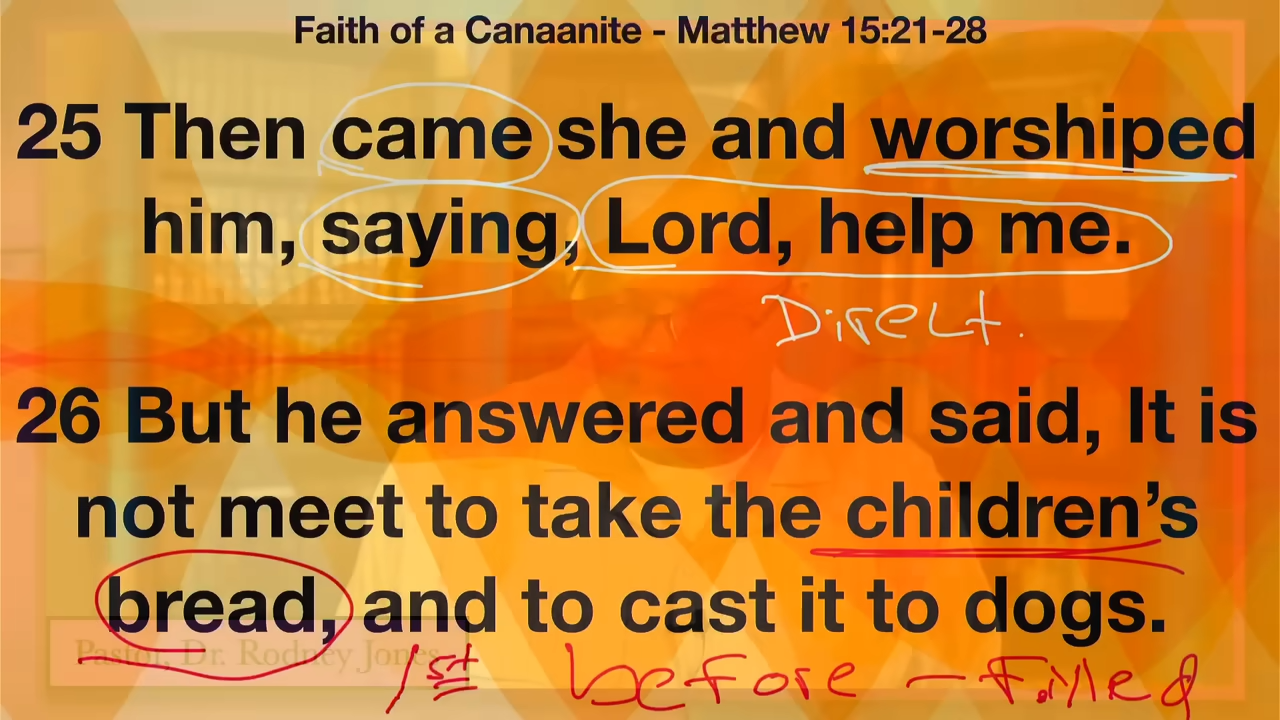 Faith of a Canaanite - Matthew 15:21-28
25 Then came she and worshiped
him, saying, Lord, help me.
Direct.
26 But he answered and said, It is
not meet to take the children’s
bread, and to cast it to dogs.
Pastor, Dr. Rodney Jones
1st before - Filled